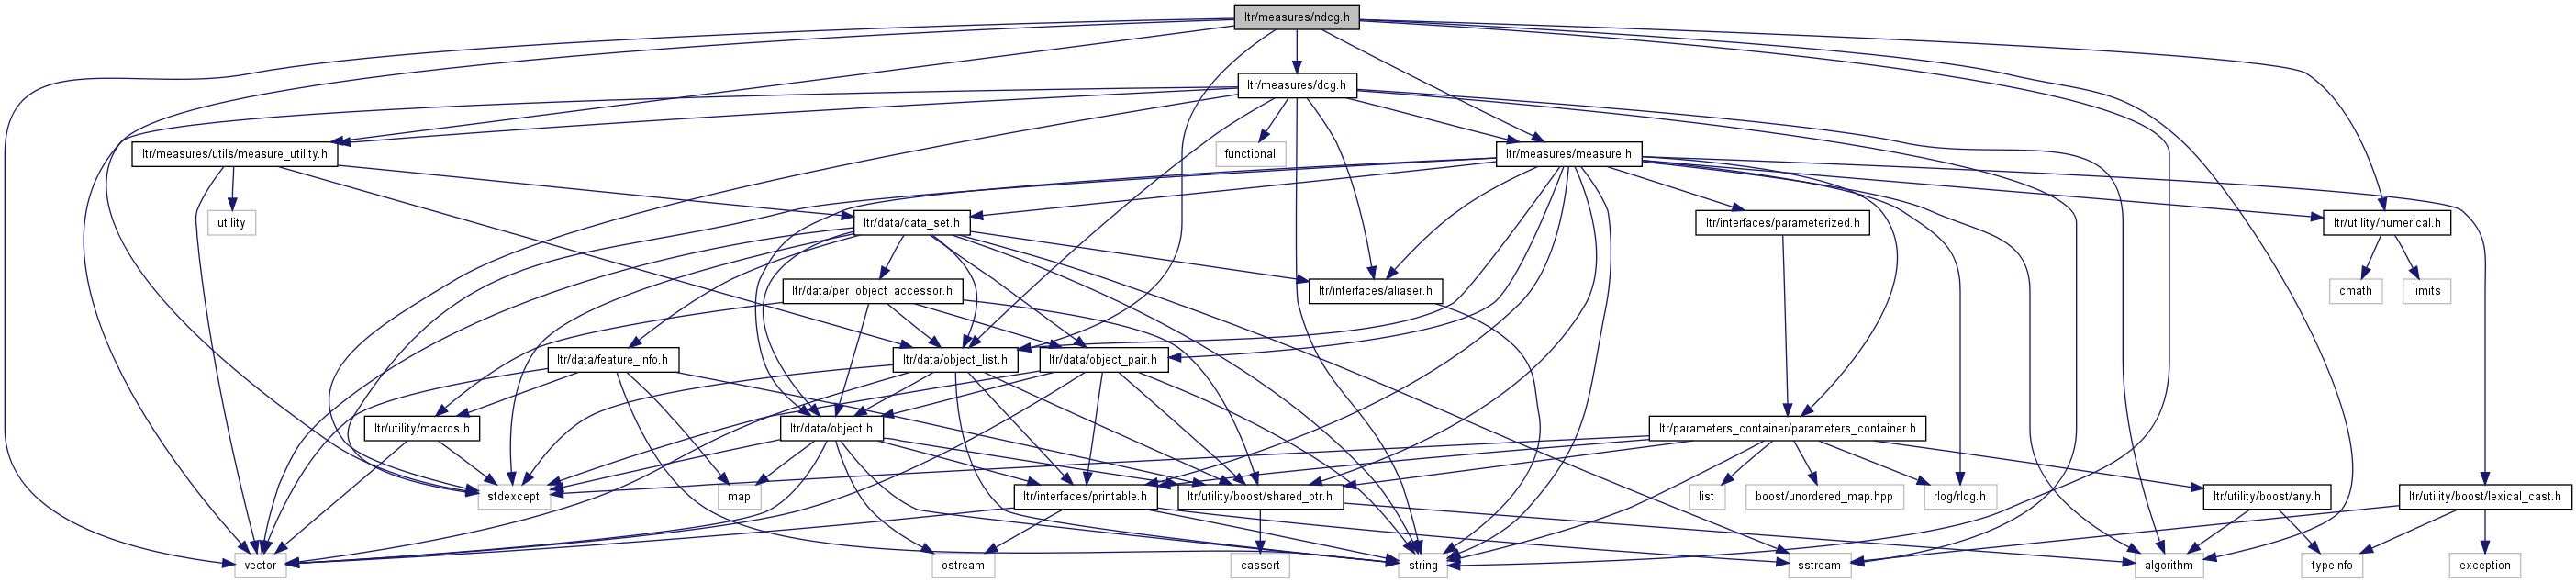 ltr/measures/ndcg.h
ltr/measures/dcg.h
ltr/measures/utils/measure_utility.h
functional
ltr/measures/measure.h
utility
ltr/data/data_set.h
ltr/interfaces/parameterized.h
ltr/utility/numerical.h
ltr/data/per_object_accessor.h
ltr/interfaces/aliaser.h
cmath
limits
ltr/data/feature_info.h
ltr/data/object_list.h
ltr/data/object_pair.h
ltr/utility/macros.h
ltr/data/object.h
ltr/parameters_container/parameters_container.h
stdexcept
map
ltr/interfaces/printable.h
ltr/utility/boost/shared_ptr.h
list
boost/unordered_map.hpp
rlog/rlog.h
ltr/utility/boost/any.h
ltr/utility/boost/lexical_cast.h
vector
ostream
cassert
string
sstream
algorithm
typeinfo
exception